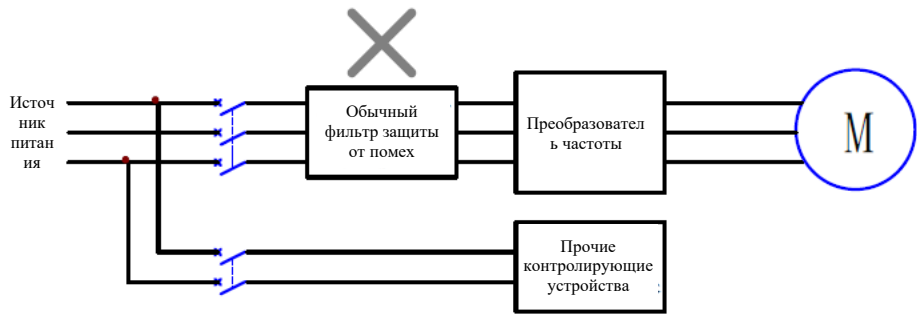 Источ
ник
питан
ия
Обычный
фильтр защиты
от помех
Преобразовател
ь частоты
M
Прочие
контролирующие
устройства